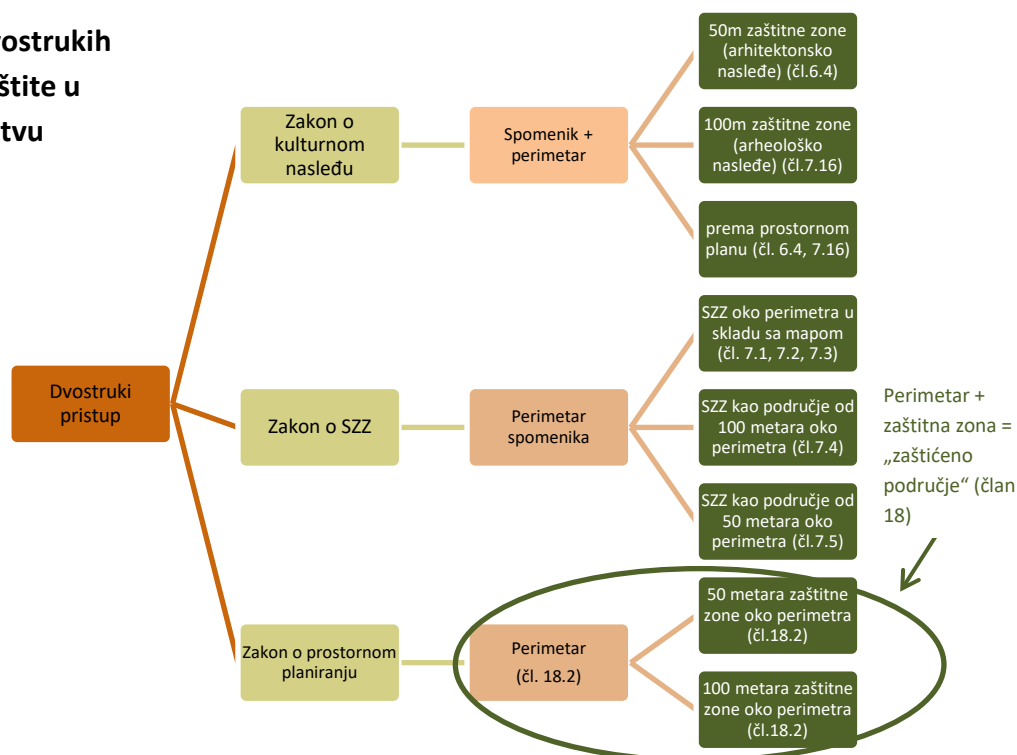 vostrukih
štite u
tvu
Dvostruki
pristup
Zakon o
kulturnom
nasleđu
Spomenik +
perimetar
50m zaštitne zone
(arhitektonsko
nasleđe) (čl.6.4)
100m zaštitne zone
(arheološko
nasleđe) (čl.7.16)
prema prostornom
planu (čl. 6.4, 7.16)
Zakon o SZZ
Perimetar
spomenika
SZZ oko perimetra u
skladu sa mapom
(čl. 7.1, 7.2, 7.3)
SZZ kao područje od
100 metara oko
perimetra (čl.7.4)
SZZ kao područje od
50 metara oko
perimetra (čl.7.5)
Zakon o prostornom
planiranju
Perimetar
(čl. 18.2)
50 metara zaštitne
zone oko perimetra
(čl.18.2)
100 metara zaštitne
zone oko perimetra
(čl.18.2)
Perimetar +
zaštitna zona =
„zaštićeno
područje“ (član
18)